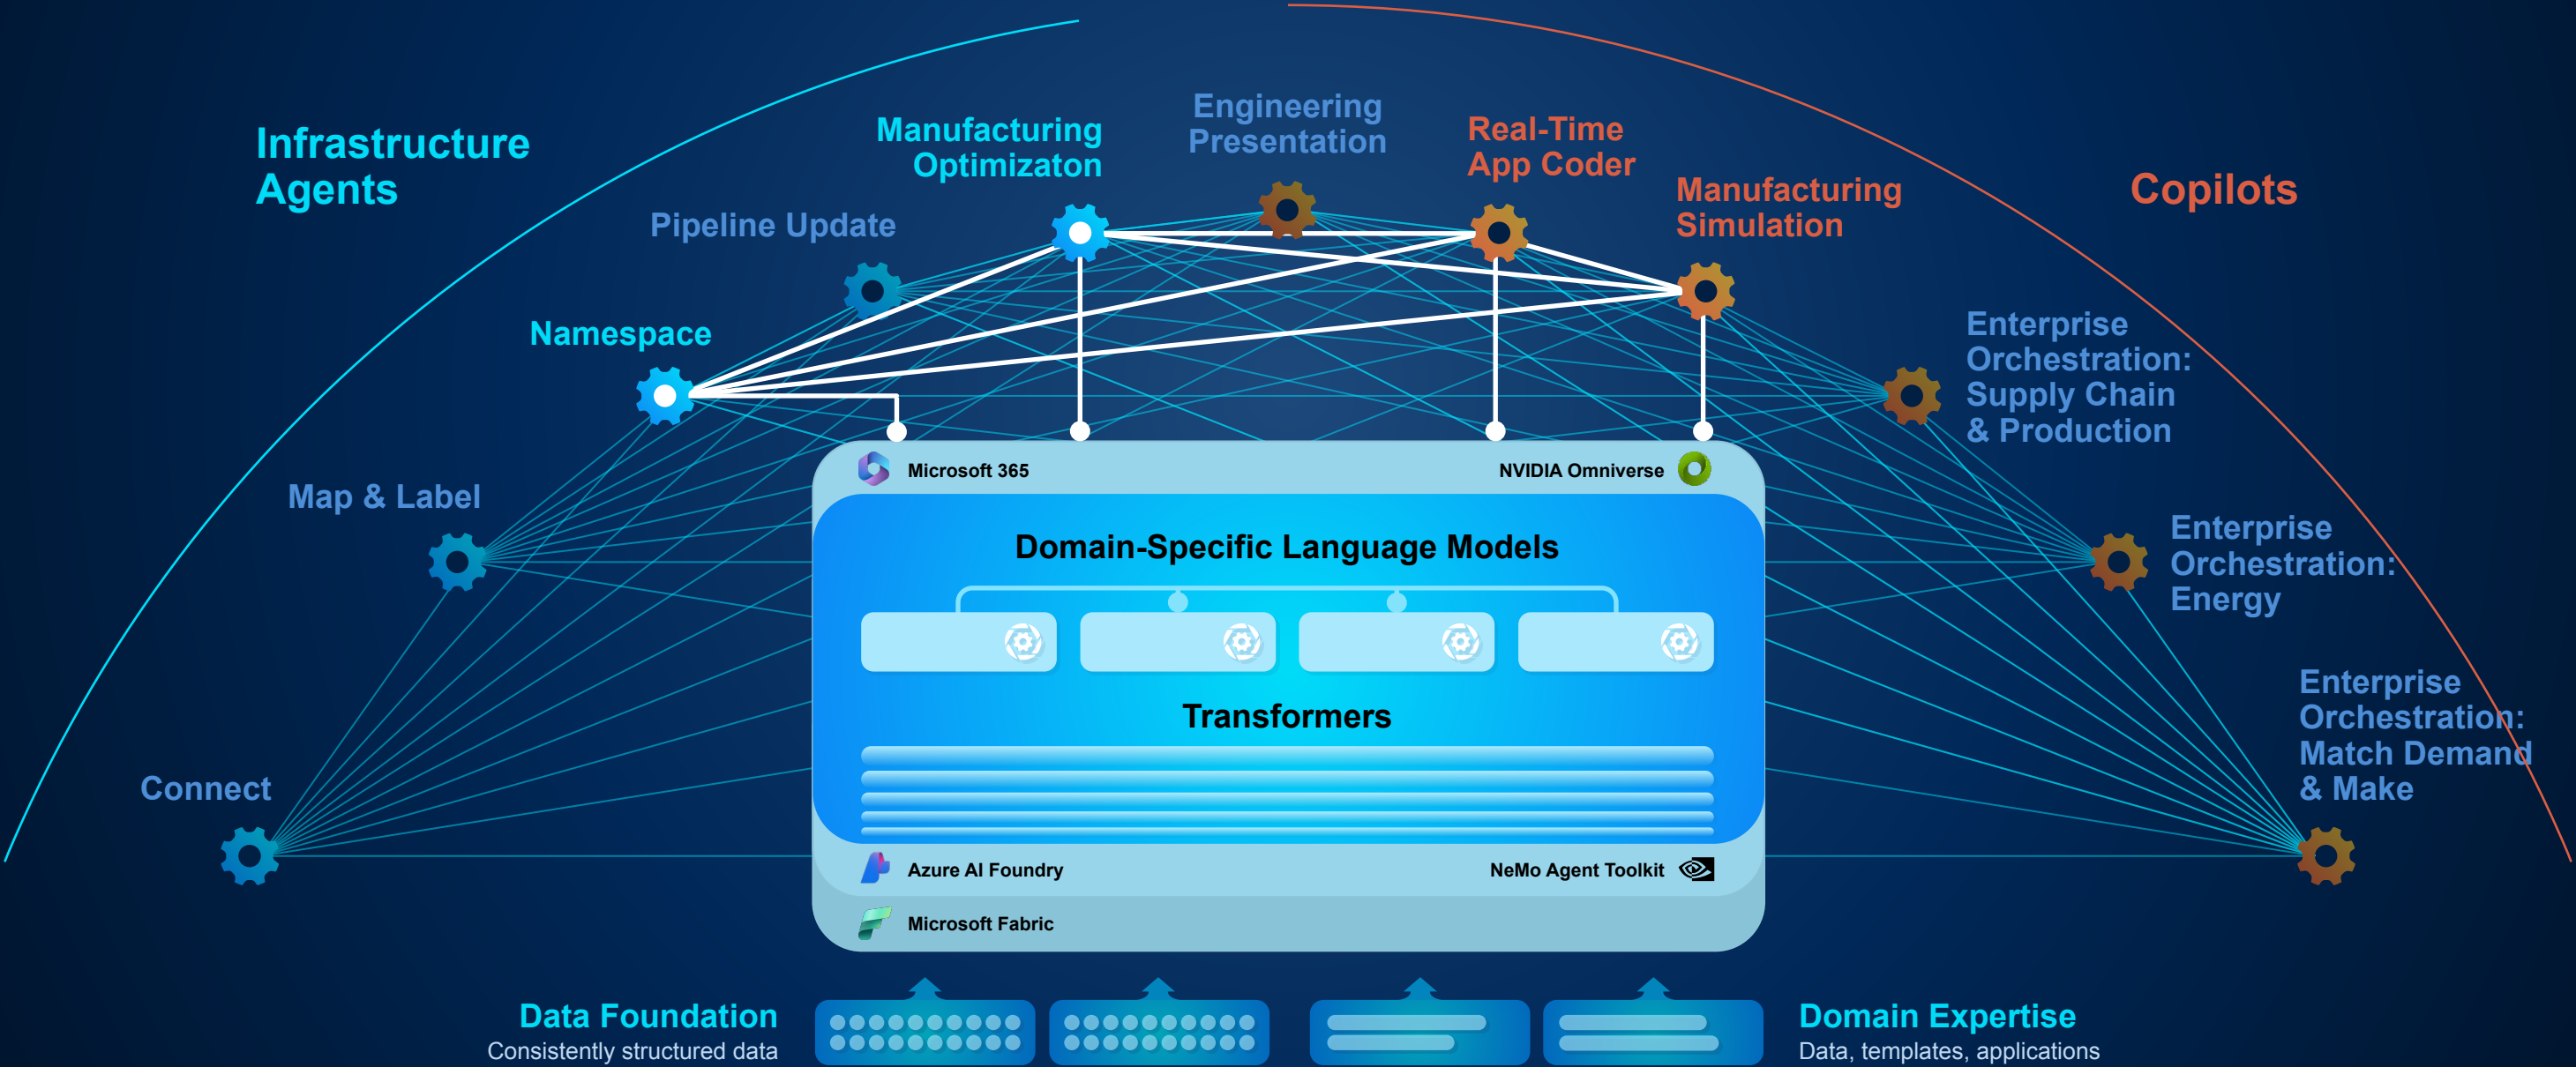 Infrastructure
Agents
Manufacturing
Optimizaton
Engineering
Presentation
Real-Time
App Coder
Manufacturing
Simulation
Copilots
Pipeline Update
Namespace
Enterprise
Orchestration:
Supply Chain
& Production
Map & Label
Enterprise
Orchestration:
Energy
Connect
Enterprise
Orchestration:
Match Demand
& Make
Microsoft 365
NVIDIA Omniverse
Domain-Specific Language Models
Transformers
Azure AI Foundry
NeMo Agent Toolkit
Microsoft Fabric
Data Foundation
Consistently structured data
Domain Expertise
Data, templates, applications